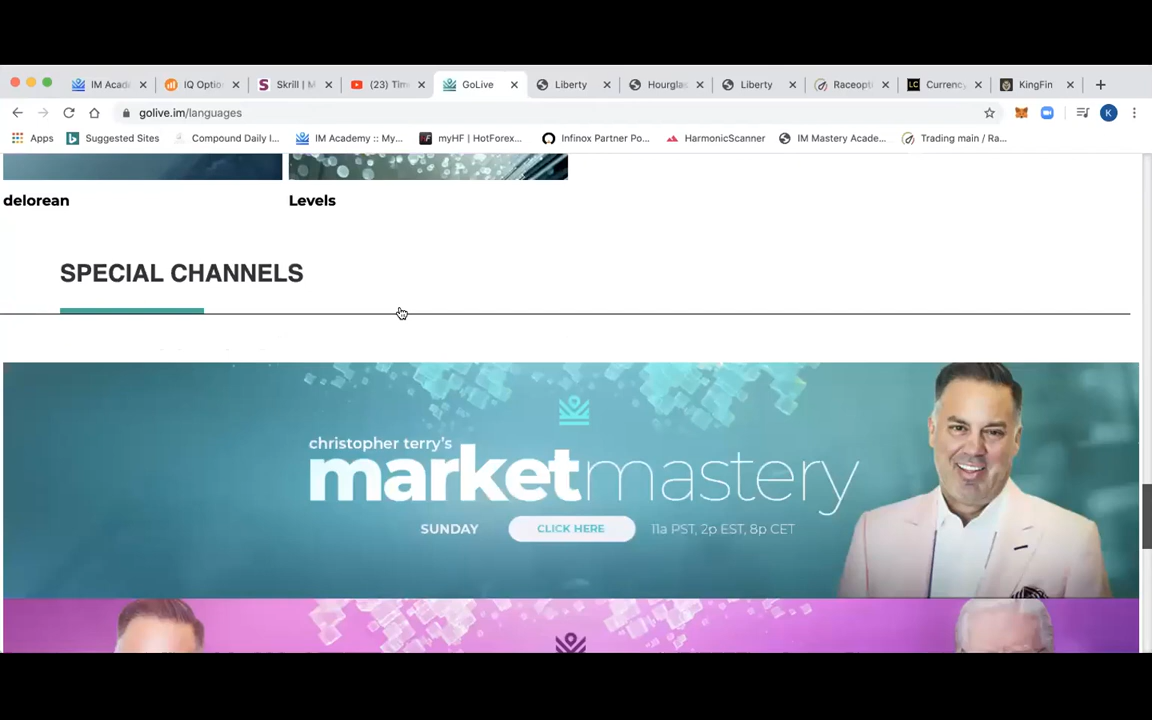 IM Acad
IQ Optio
Skrill | M
(23) Tim
GoLive
Liberty
Hourglas
Liberty
Raceopti
LC
Currency
KingFin
golive.im/languages
K
Apps
Suggested Sites
Compound Daily I...
IM Academy :: My...
myHF | HotForex...
Infinox Partner Po...
HarmonicScanner
IM Mastery Acade...
Trading main / Ra...
delorean
Levels
SPECIAL CHANNELS
christopher terry's
marketmastery
SUNDAY
CLICK HERE
11a PST, 2p EST, 8p CET